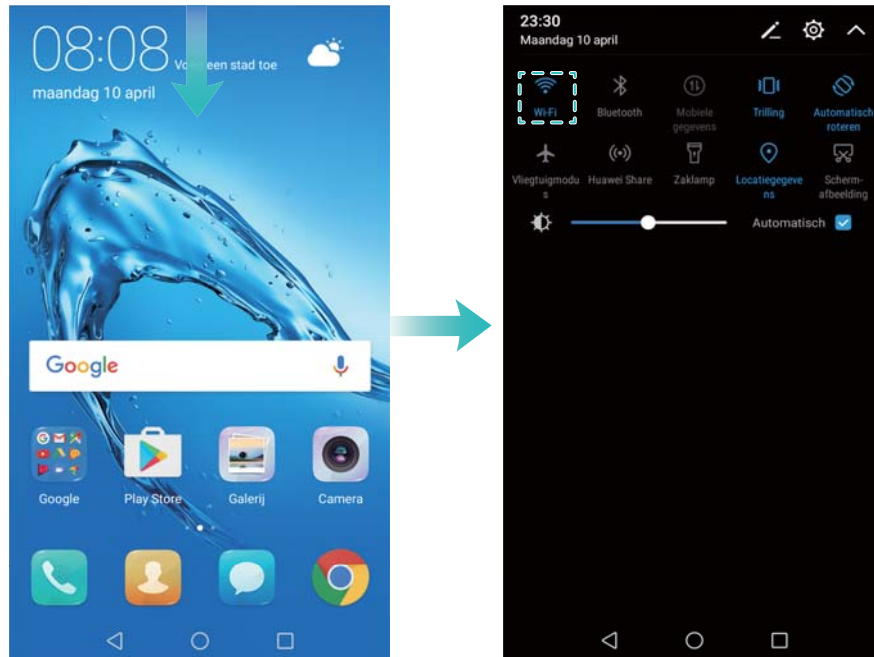 08:08
Voeg een stad toe
maandag 10 april
Google
Google
Play Store
Galerij
Camera
23:30
Maandag 10 april
Wi-Fi
Bluetooth
Mobiele
gegevens
Trilling
Automatisch
roteren
Vliegtuigmodu
s
Huawei Share
Zaklamp
Locatiegegeve
ns
Scherm-
afbeelding
Automatisch